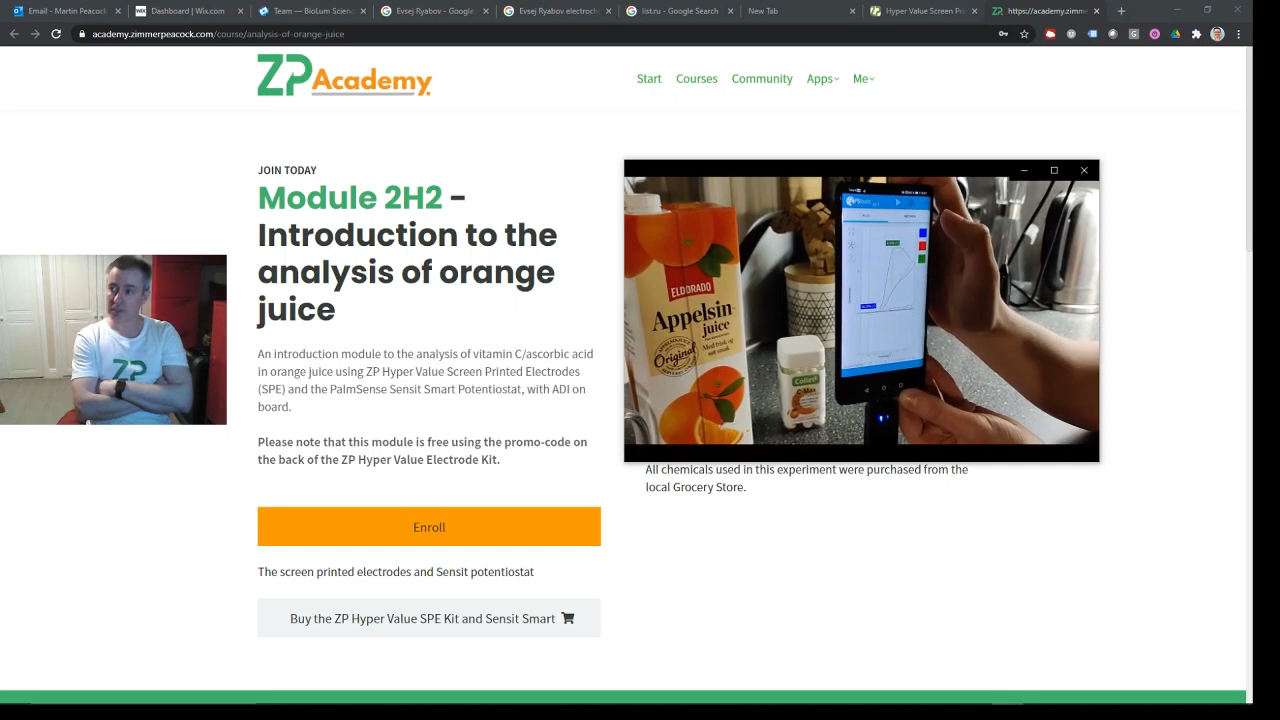 Email - Martin Peacock
Dashboard | Wix.com
Team — BioLum Scien
Evsej Ryabov - Google
Evsej Ryabov electroch
list.ru - Google Search
New Tab
Hyper Value Screen Pri
https://academy.zimme
academy.zimmerpeacock.com/course/analysis-of-orange-juice
ZP Academy
Start
Courses
Community
Apps
Me
JOIN TODAY
Module 2H2 -
Introduction to the
analysis of orange
juice
An introduction module to the analysis of vitamin C/ascorbic acid
in orange juice using ZP Hyper Value Screen Printed Electrodes
(SPE) and the PalmSense Sensit Smart Potentiostat, with ADI on
board.
Please note that this module is free using the promo-code on
the back of the ZP Hyper Value Electrode Kit.
Enroll
The screen printed electrodes and Sensit potentiostat
Buy the ZP Hyper Value SPE Kit and Sensit Smart
ZP
ELDORADO
Appelsin-
juice
Original
C-Max
All chemicals used in this experiment were purchased from the
local Grocery Store.